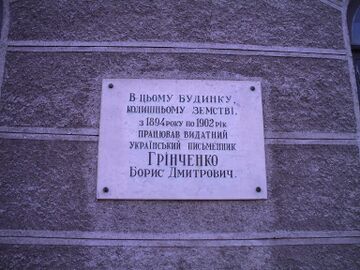 В ЦЬОМУ БУДИНКУ,
КОЛИШНЬОМУ ЗЕМСТВІ,
З 1894 РОКУ ПО 1902 РІК
ПРАЦЮВАВ ВИДАТНИЙ
УКРАЇНСЬКИЙ ПИСЬМЕННИК
ГРІНЧЕНКО
БОРИС ДМИТРОВИЧ.